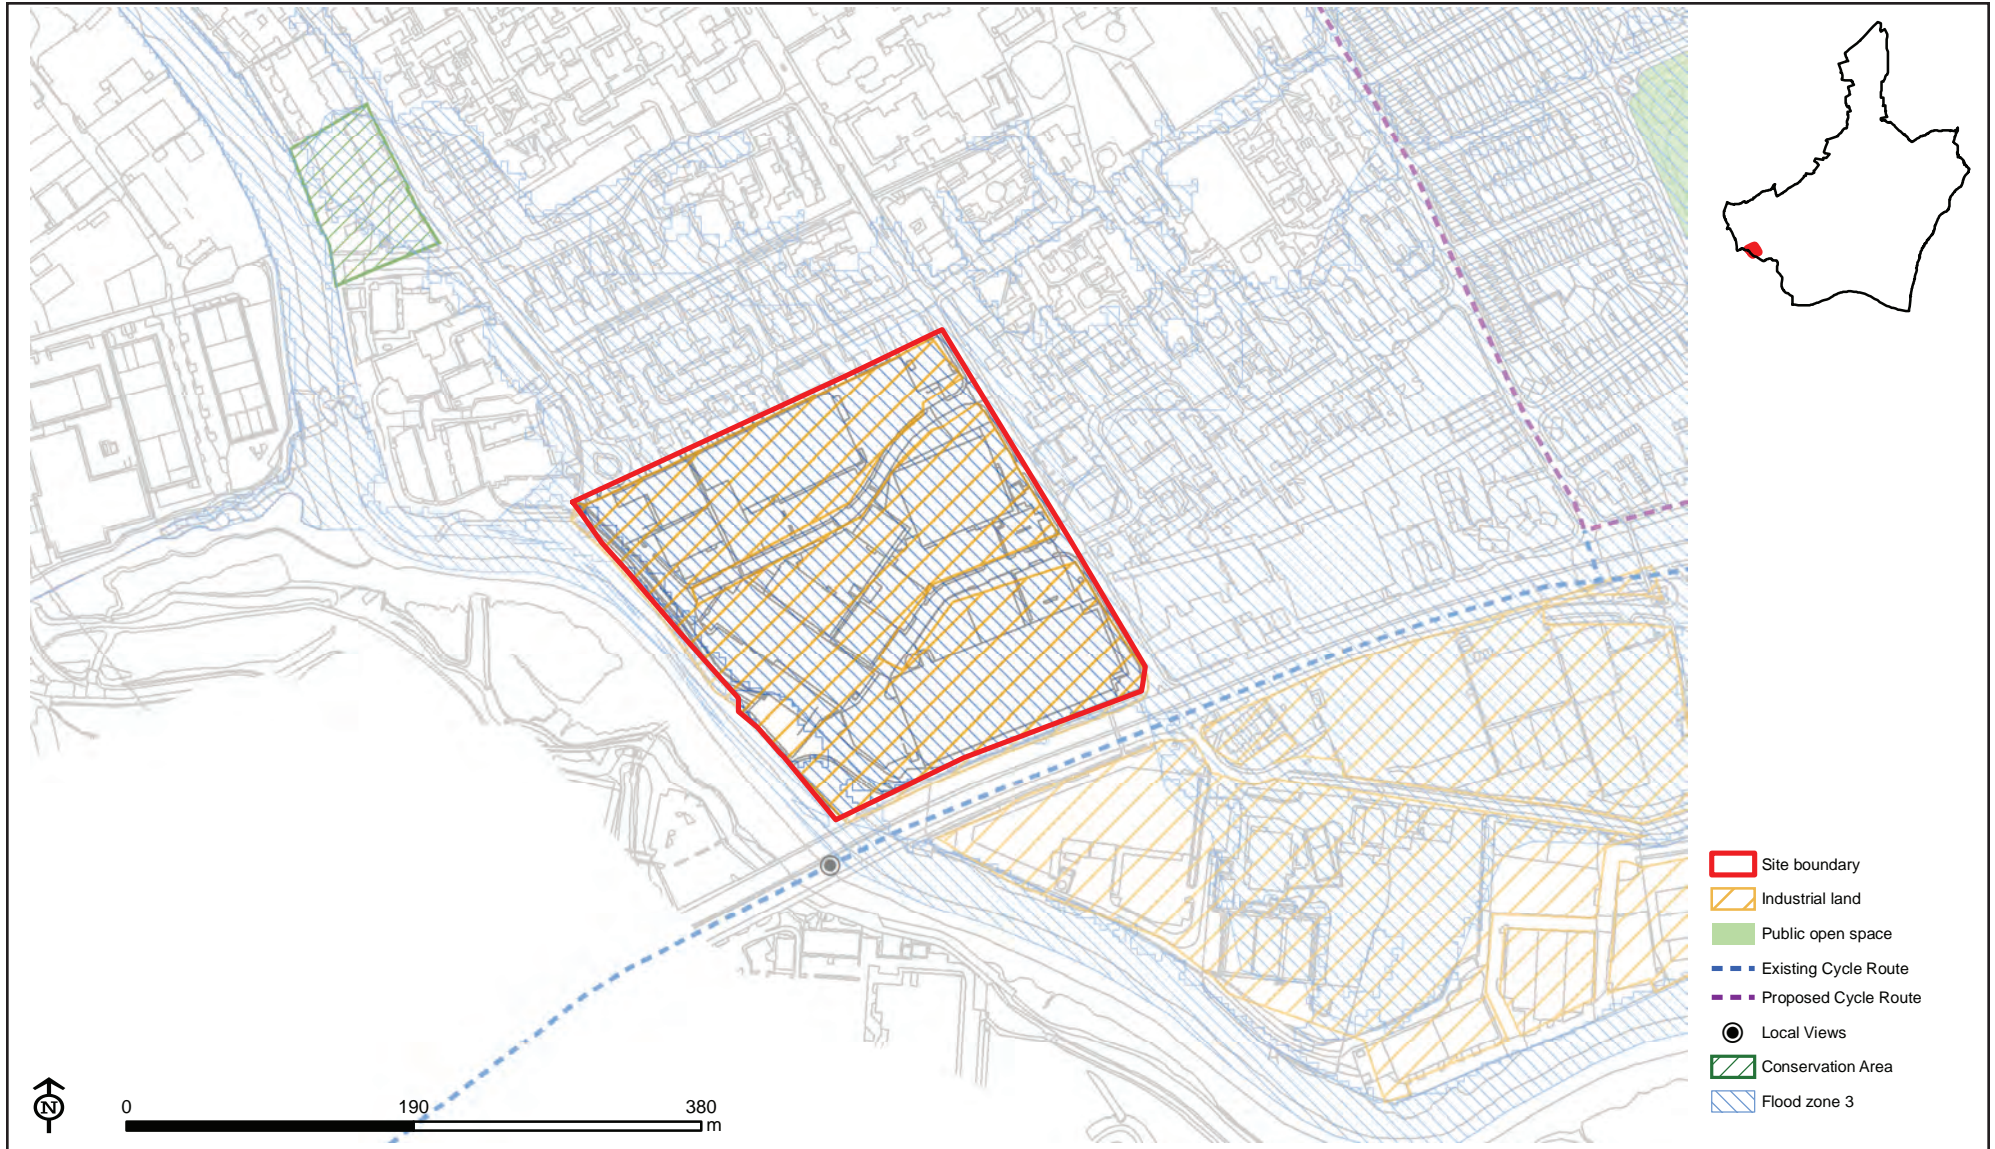 Site boundary
Industrial land
Public open space
Existing Cycle Route
Proposed Cycle Route
Local Views
Conservation Area
Flood zone 3
N
0 190 380
m